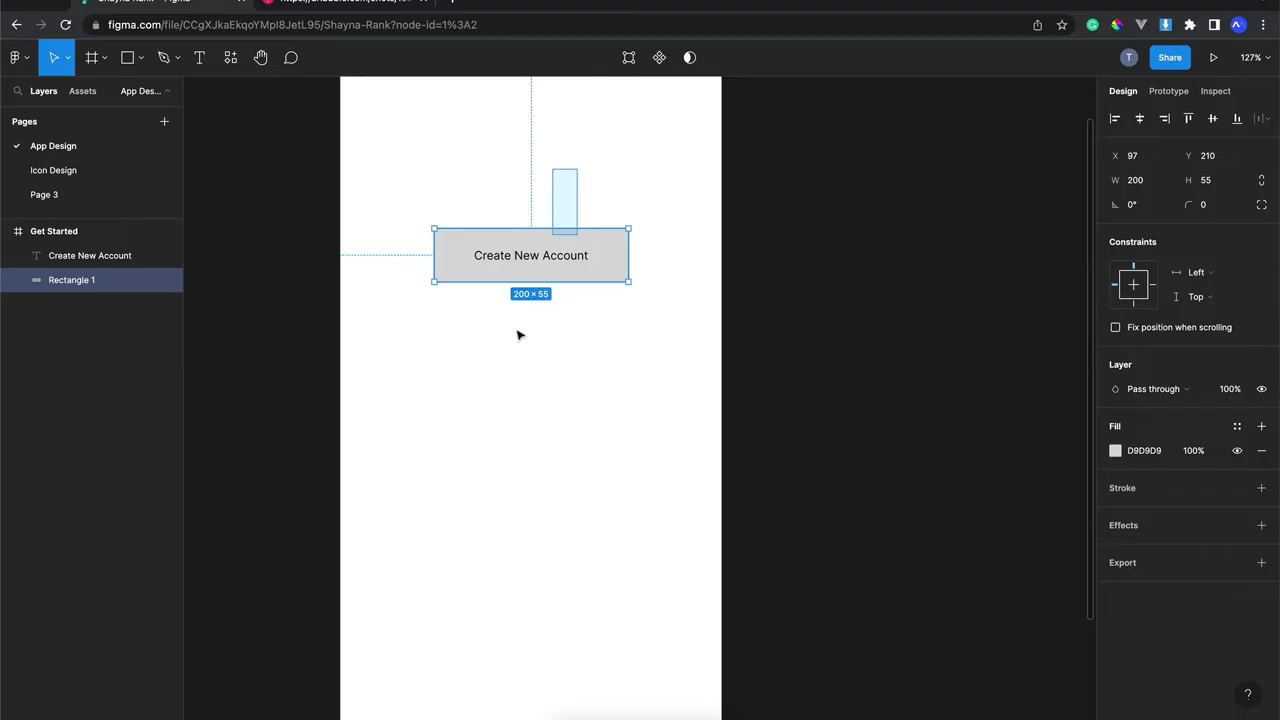 figma.com/file/CCgXJkaEkqoYMpI8JetL95/Shayna-Rank?node-id=1%3A2
T
Share
127%
Layers
Assets
App Des...
Design
Prototype
Inspect
Pages
App Design
Icon Design
Page 3
Get Started
Create New Account
Rectangle 1
Create New Account
200 × 55
X 97
Y 210
W 200
H 55
0°
0
Constraints
Left
Top
Fix position when scrolling
Layer
Pass through
100%
Fill
D9D9D9
100%
Stroke
Effects
Export
?